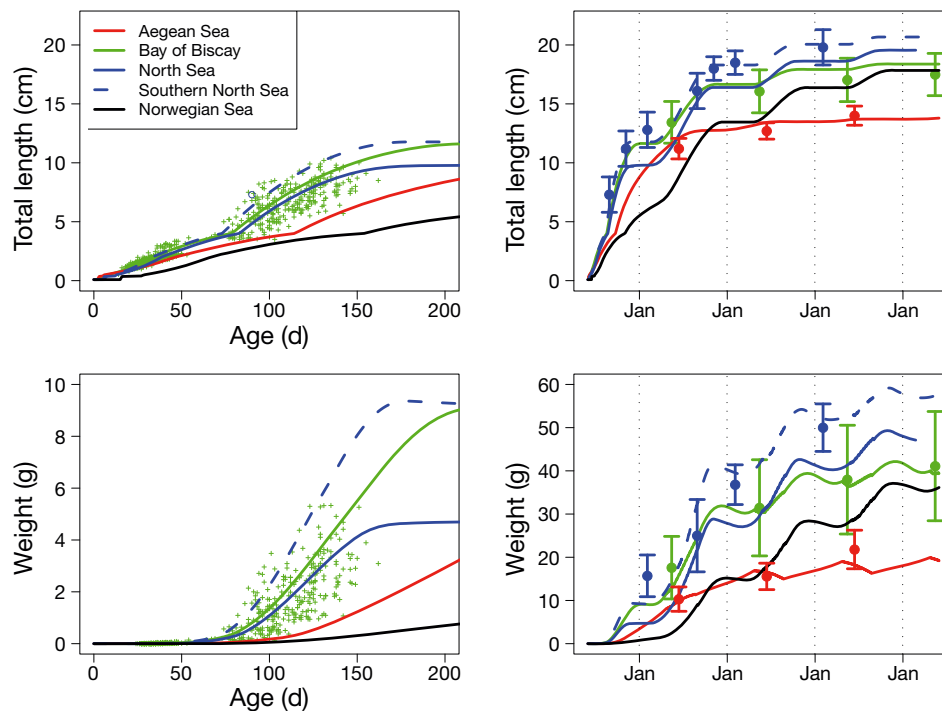 Total length (cm)
20
15
10
5
0
Aegean Sea
Bay of Biscay
North Sea
Southern North Sea
Norwegian Sea
0
50
100
150
200
Age (d)
Total length (cm)
20
15
10
5
0
Jan
Jan
Jan
Jan
Weight (g)
10
8
6
4
2
0
0
50
100
150
200
Age (d)
Weight (g)
60
50
40
30
20
10
0
Jan
Jan
Jan
Jan